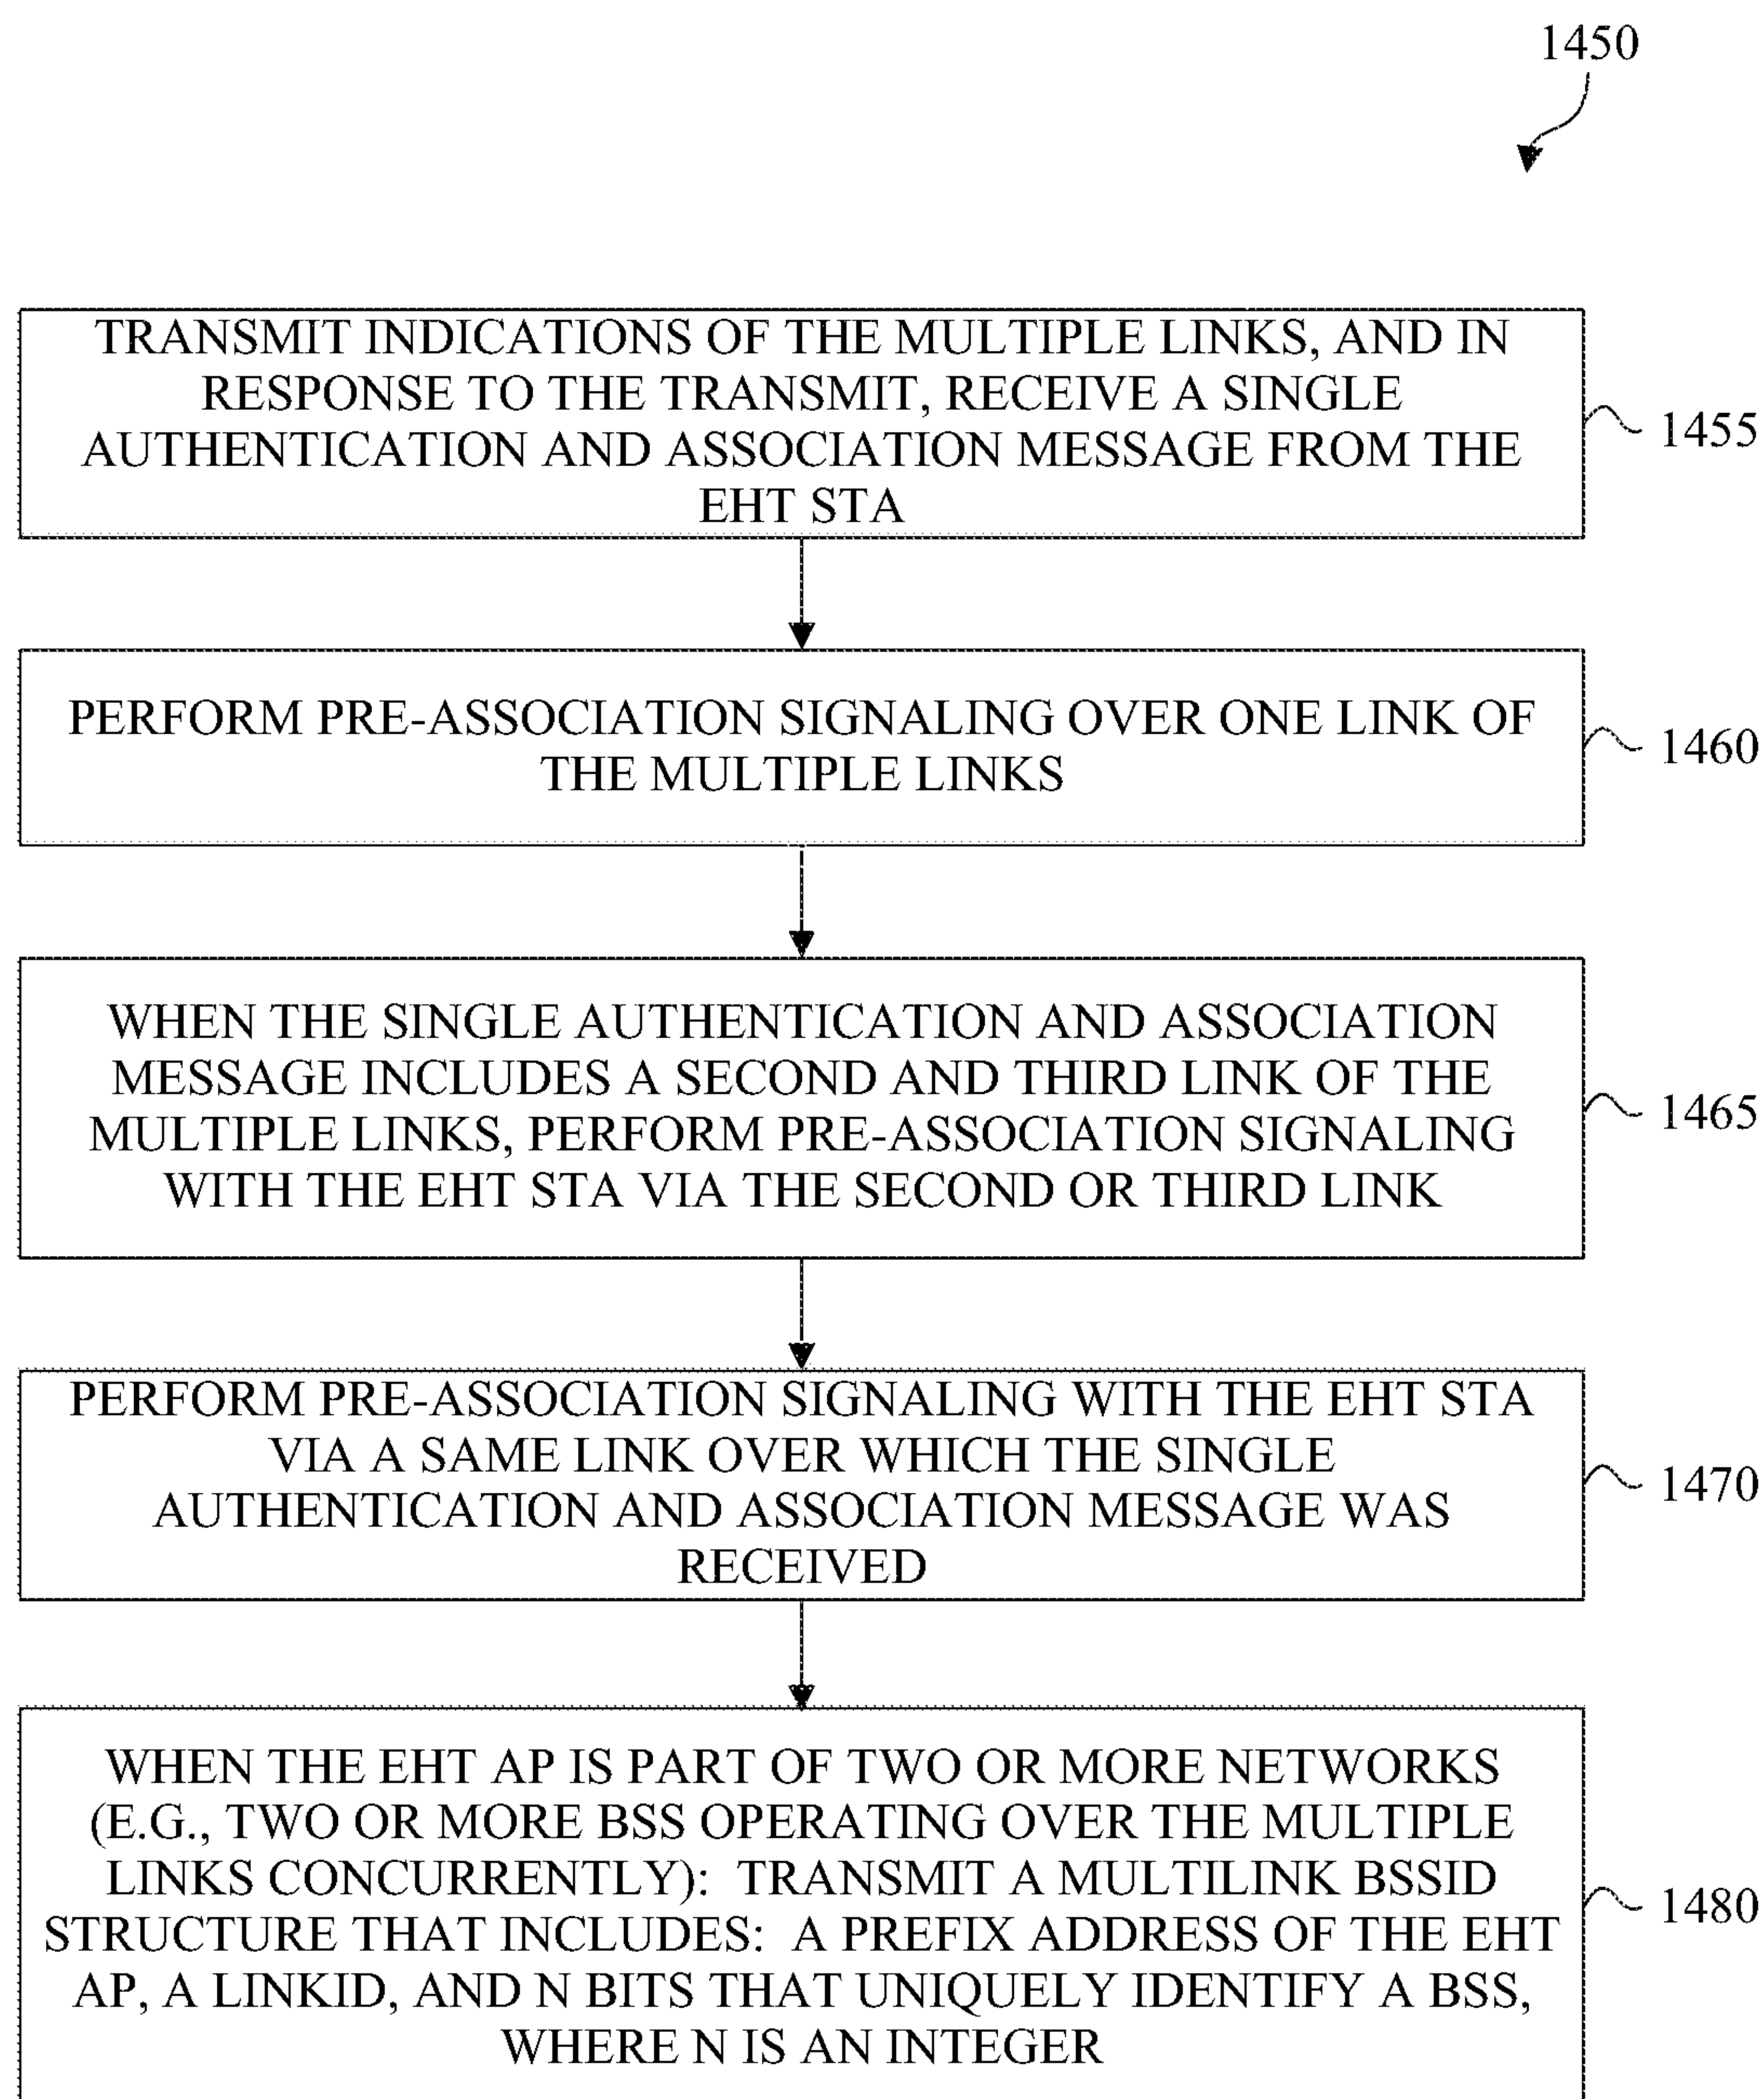 1450
TRANSMIT INDICATIONS OF THE MULTIPLE LINKS, AND IN
RESPONSE TO THE TRANSMIT, RECEIVE A SINGLE
AUTHENTICATION AND ASSOCIATION MESSAGE FROM THE
EHT STA
1455
PERFORM PRE-ASSOCIATION SIGNALING OVER ONE LINK OF
THE MULTIPLE LINKS
1460
WHEN THE SINGLE AUTHENTICATION AND ASSOCIATION
MESSAGE INCLUDES A SECOND AND THIRD LINK OF THE
MULTIPLE LINKS, PERFORM PRE-ASSOCIATION SIGNALING
WITH THE EHT STA VIA THE SECOND OR THIRD LINK
1465
PERFORM PRE-ASSOCIATION SIGNALING WITH THE EHT STA
VIA A SAME LINK OVER WHICH THE SINGLE
AUTHENTICATION AND ASSOCIATION MESSAGE WAS
RECEIVED
1470
WHEN THE EHT AP IS PART OF TWO OR MORE NETWORKS
(E.G., TWO OR MORE BSS OPERATING OVER THE MULTIPLE
LINKS CONCURRENTLY): TRANSMIT A MULTILINK BSSID
STRUCTURE THAT INCLUDES: A PREFIX ADDRESS OF THE EHT
AP, A LINKID, AND N BITS THAT UNIQUELY IDENTIFY A BSS,
WHERE N IS AN INTEGER
1480